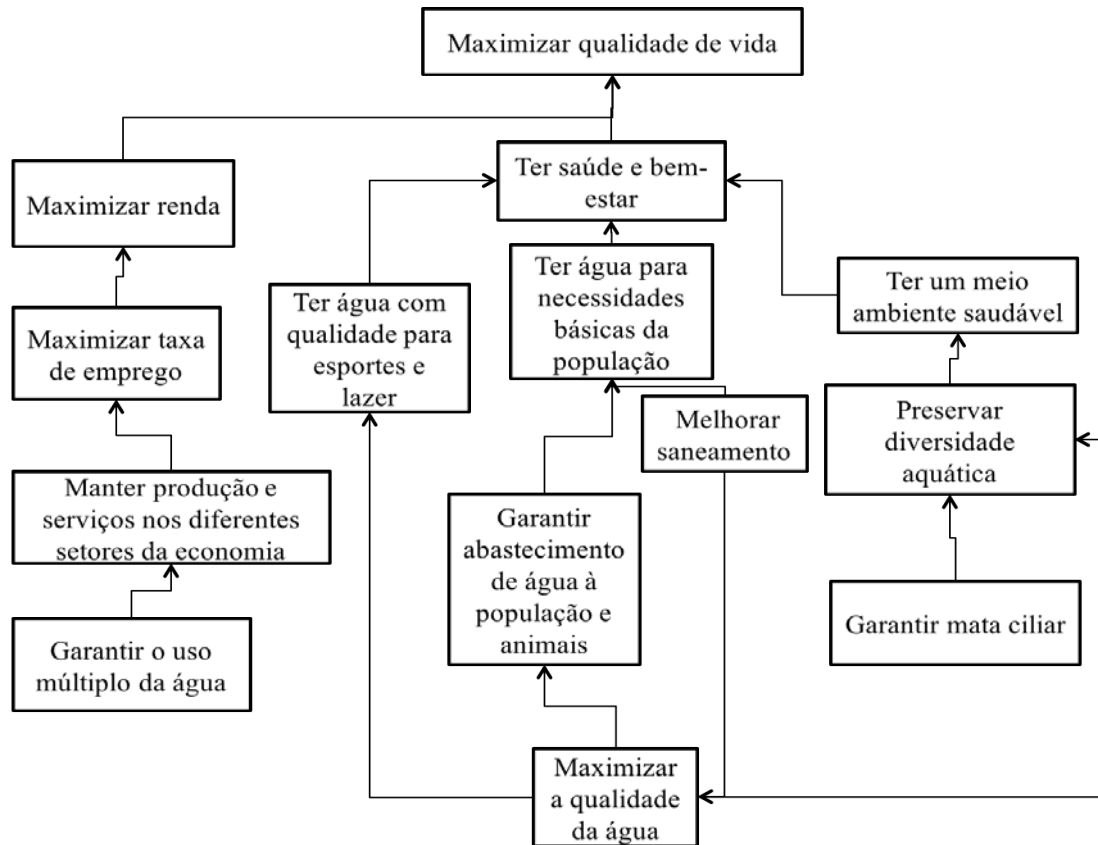 Maximizar qualidade de vida
Ter saúde e bem-
estar
Maximizar renda
Ter água para
necessidades
básicas da
população
Ter um meio
ambiente saudável
Ter água com
qualidade para
esportes e
lazer
Maximizar taxa
de emprego
Melhorar
saneamento
Preservar
diversidade
aquática
Manter produção e
serviços nos diferentes
setores da economia
Garantir
abastecimento
de água à
população e
animais
Garantir o uso
múltiplo da água
Garantir mata ciliar
Maximizar
a qualidade
da água